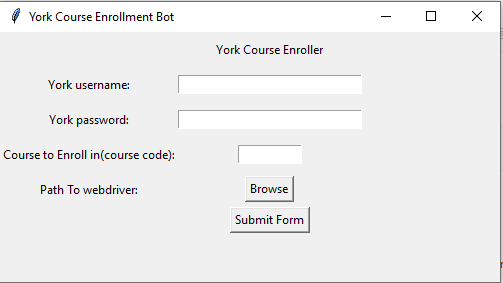 York Course Enrollment Bot
York Course Enroller
York username:
York password:
Course to Enroll in(course code):
Path To webdriver: Browse
Submit Form